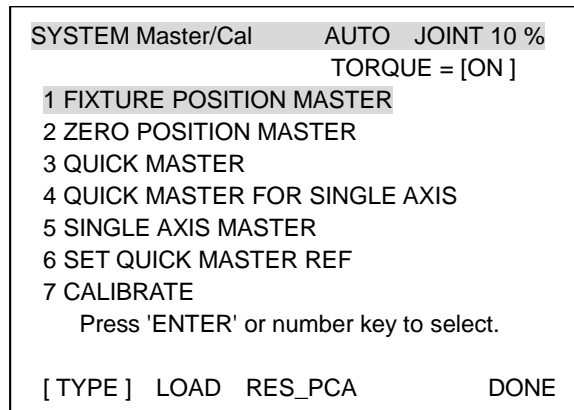 SYSTEM Master/Cal AUTO JOINT 10 %
TORQUE = [ON ]
1 FIXTURE POSITION MASTER
2 ZERO POSITION MASTER
3 QUICK MASTER
4 QUICK MASTER FOR SINGLE AXIS
5 SINGLE AXIS MASTER
6 SET QUICK MASTER REF
7 CALIBRATE
Press 'ENTER' or number key to select.
[ TYPE ] LOAD RES_PCA DONE